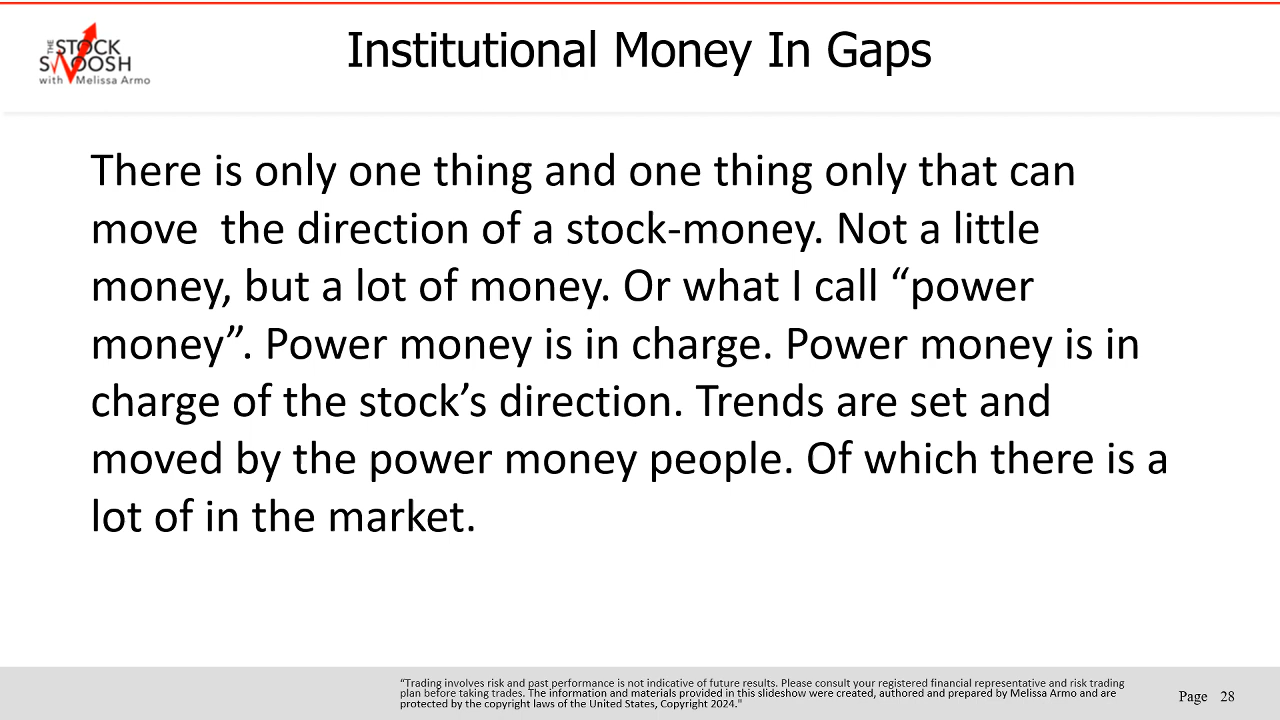 THE
STOCK
SWOOSH
with Melissa Armo
Institutional Money In Gaps
There is only one thing and one thing only that can
move  the direction of a stock-money. Not a little
money, but a lot of money. Or what I call “power
money”. Power money is in charge. Power money is in
charge of the stock’s direction. Trends are set and
moved by the power money people. Of which there is a
lot of in the market.
“Trading involves risk and past performance is not indicative of future results. Please consult your registered financial representative and risk trading
plan before taking trades. The information and materials provided in this slideshow were created, authored and prepared by Melissa Armo and are
protected by the copyright laws of the United States, Copyright 2024."
Page 28